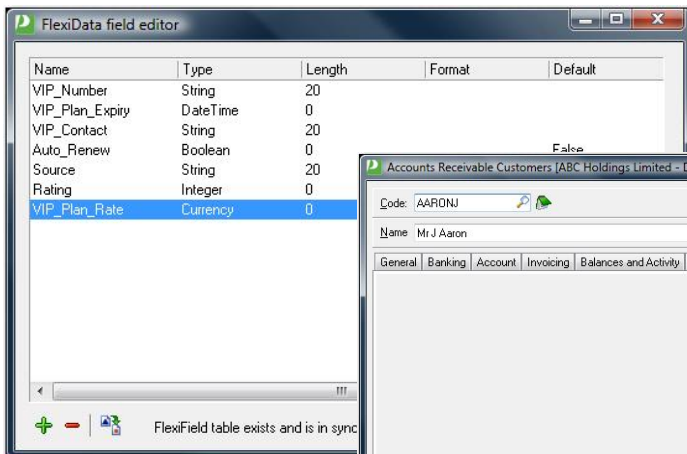 FlexiData field editor
Name Type Length Format Default
VIP_Number String 20
VIP_Plan_Expiry DateTime 0
VIP_Contact String 20
Auto_Renew Boolean 0 False
Source String 20
Rating Integer 0
VIP_Plan_Rate Currency 0
FlexiField table exists and is in sync
Accounts Receivable Customers [ABC Holdings Limited - D
Code: AARONJ
Name Mr J Aaron
General Banking Account Invoicing Balances and Activity